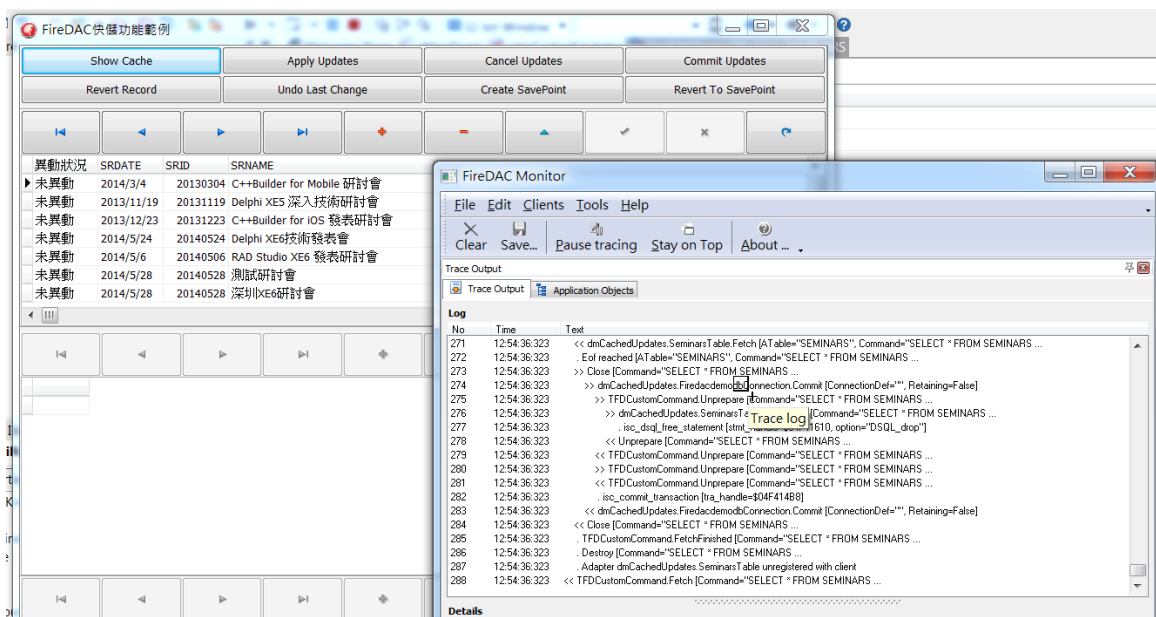 FireDAC快儲功能範例
Show Cache Apply Updates Cancel Updates Commit Updates
Revert Record Undo Last Change Create SavePoint Revert To SavePoint
異動狀況 SRDATE SRID SRNAME
未異動 2014/3/4 20130304 C++Builder for Mobile 研討會
未異動 2013/11/19 20131119 Delphi XE5 深入技術研討會
未異動 2013/12/23 20131223 C++Builder for iOS 發表研討會
未異動 2014/5/24 20140524 Delphi XE6技術發表會
未異動 2014/5/6 20140506 RAD Studio XE6 發表研討會
未異動 2014/5/28 20140528 測試研討會
未異動 2014/5/28 20140528 深圳XE6研討會
FireDAC Monitor
File Edit Clients Tools Help
Clear Save... Pause tracing Stay on Top About ...
Trace Output
Trace Output Application Objects
Log
No Time Text
271 12:54:36:323 << dmCachedUpdates.SeminarsTable.Fetch [ATable="SEMINARS", Command="SELECT * FROM SEMINARS ...
272 12:54:36:323 . Eof reached [ATable="SEMINARS", Command="SELECT * FROM SEMINARS ...
273 12:54:36:323 >> Close [Command="SELECT * FROM SEMINARS ...
274 12:54:36:323 >> dmCachedUpdates.FiredacdemodbConnection.Commit [ConnectionDef="", Retaining=False]
275 12:54:36:323 >> TFDCustomCommand.Unprepare [Command="SELECT * FROM SEMINARS ...
276 12:54:36:323 >> dmCachedUpdates.SeminarsTa [Command="SELECT * FROM SEMINARS ...
Trace log
277 12:54:36:323 . isc_dsql_free_statement 1610, option="DSQL_drop"]
278 12:54:36:323 << Unprepare [Command="SELECT * FROM SEMINARS ...
279 12:54:36:323 << TFDCustomCommand.Unprepare [Command="SELECT * FROM SEMINARS ...
280 12:54:36:323 >> TFDCustomCommand.Unprepare [Command="SELECT * FROM SEMINARS ...
281 12:54:36:323 << TFDCustomCommand.Unprepare [Command="SELECT * FROM SEMINARS ...
282 12:54:36:323 . isc_commit_transaction [tra_handle=$04F414B8]
283 12:54:36:323 << dmCachedUpdates.FiredacdemodbConnection.Commit [ConnectionDef="", Retaining=False]
284 12:54:36:323 << Close [Command="SELECT * FROM SEMINARS ...
285 12:54:36:323 . TFDCustomCommand.FetchFinished [Command="SELECT * FROM SEMINARS ...
286 12:54:36:323 . Destroy [Command="SELECT * FROM SEMINARS ...
287 12:54:36:323 . Adapter dmCachedUpdates.SeminarsTable unregistered with client
288 12:54:36:323 << TFDCustomCommand.Fetch [Command="SELECT * FROM SEMINARS ...
Details